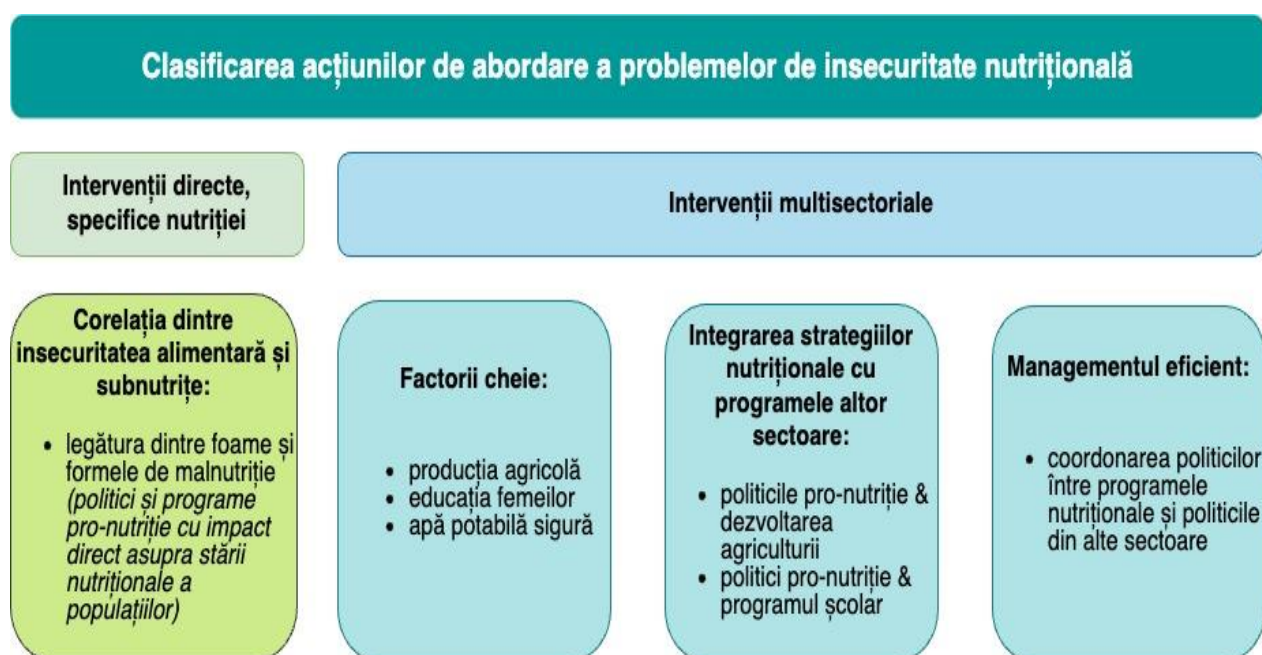 Clasificarea acțiunilor de abordare a problemelor de insecuritate nutrițională
Intervenții directe,
specifice nutriției
Intervenții multisectoriale
Corelația dintre
insecuritatea alimentară și
subnutrițe:
• legătura dintre foame și
formele de malnutriție
(politici și programe
pro-nutriție cu impact
direct asupra stării
nutriționale a
populațiilor)
Factorii cheie:
• producția agricolă
• educația femeilor
• apă potabilă sigură
Integrarea strategiilor
nutriționale cu
programele altor
sectoare:
• politicile pro-nutriție &
dezvoltarea
agriculturii
• politici pro-nutriție &
programul școlar
Managementul eficient:
• coordonarea politicilor
între programele
nutriționale și politicile
din alte sectoare